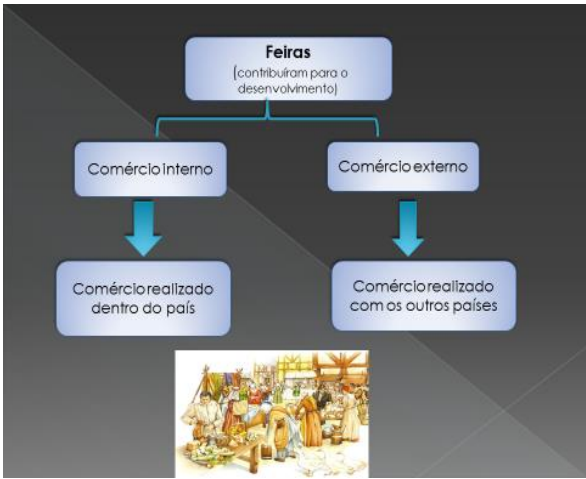 Feiras
(contribuíram para o
desenvolvimento)
Comércio interno
Comércio externo
Comércio realizado
dentro do país
Comércio realizado
com os outros países